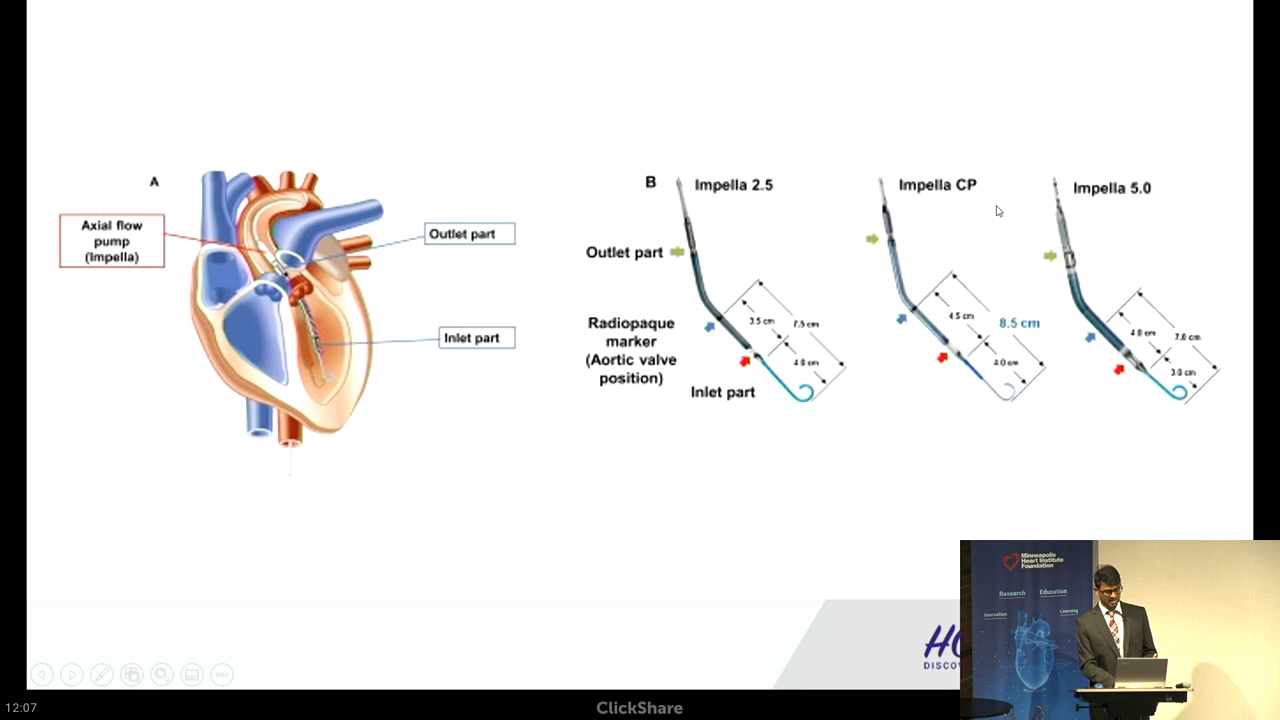 A
Axial flow
pump
(Impella)
Outlet part
Inlet part
B
Impella 2.5
Impella CP
Impella 5.0
Outlet part
Radiopaque
marker
(Aortic valve
position)
Inlet part
3.5 cm
7.5 cm
4.0 cm
4.5 cm
8.5 cm
4.0 cm
4.0 cm
7.0 cm
3.0 cm
DISCOV
Minneapolis
Heart Institute
Foundation
Research
Education
Innovation
Learning
12:07
ClickShare